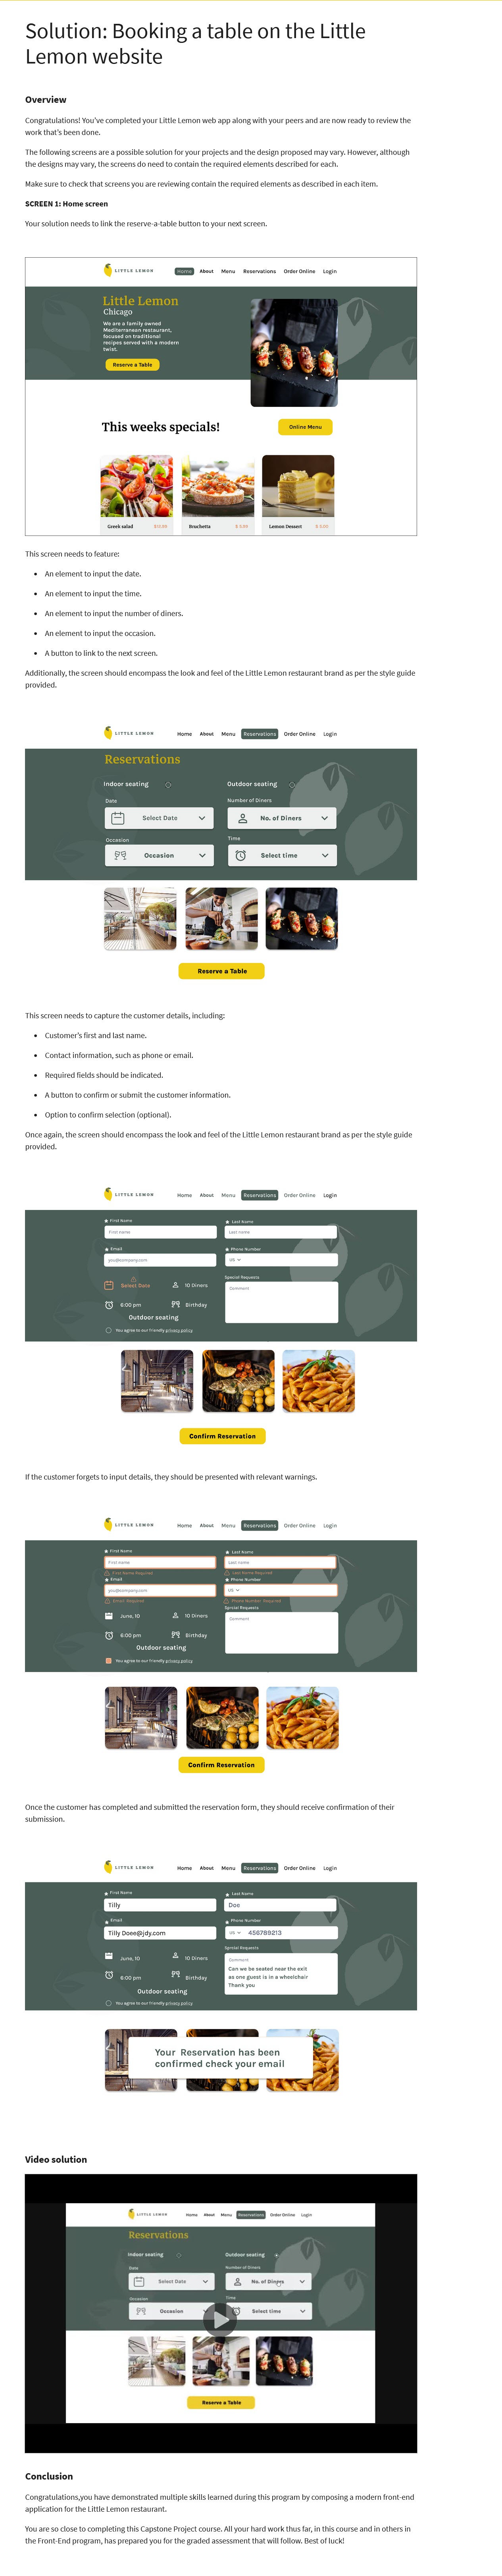 Solution: Booking a table on the Little
Lemon website
Overview
Congratulations! You've completed your Little Lemon web app along with your peers and are now ready to review the
work that's been done.
The following screens are a possible solution for your projects and the design proposed may vary. However, although
the designs may vary, the screens do need to contain the required elements described for each.
Make sure to check that screens you are reviewing contain the required elements as described in each item.
SCREEN 1: Home screen
Your solution needs to link the reserve-a-table button to your next screen.
LITTLE LEMON Home About Menu Reservations Order Online Login
Little Lemon
Chicago
We are a family owned
Mediterranean restaurant,
focused on traditional
recipes served with a modern
twist.
Reserve a Table
This weeks specials!
Online Menu
Greek salad
Bruchetta
Lemon Dessert
This screen needs to feature:
• An element to input the date.
• An element to input the time.
• An element to input the number of diners.
• An element to input the occasion.
• A button to link to the next screen.
Additionally, the screen should encompass the look and feel of the Little Lemon restaurant brand as per the style guide
provided.
LITTLE LEMON Home About Menu Reservations Order Online Login
Reservations
Indoor seating Outdoor seating
Date Number of Diners
Select Date No. of Diners
Occasion Time
Occasion Select time
Reserve a Table
This screen needs to capture the customer details, including:
• Customer's first and last name.
• Contact information, such as phone or email.
• Required fields should be indicated.
• A button to confirm or submit the customer information.
• Option to confirm selection (optional).
Once again, the screen should encompass the look and feel of the Little Lemon restaurant brand as per the style guide
provided.
LITTLE LEMON Home About Menu Reservations Order Online Login
First Name Last Name
First name Last name
Email Phone Number
you@company.com US
Select Date 10 Diners Special Requests
Comment
6:00 pm Birthday
Outdoor seating
You agree to our friendly privacy policy
Confirm Reservation
If the customer forgets to input details, they should be presented with relevant warnings.
LITTLE LEMON Home About Menu Reservations Order Online Login
First Name Last Name
First name Last name
First Name Required Last Name Required
Email Phone Number
you@company.com US
Email Required Phone Number Required
Sprcial Requests
June, 10 10 Diners Comment
6:00 pm Birthday
Outdoor seating
You agree to our friendly privacy policy
Confirm Reservation
Once the customer has completed and submitted the reservation form, they should receive confirmation of their
submission.
LITTLE LEMON Home About Menu Reservations Order Online Login
First Name Last Name
Tilly Doe
Email Phone Number
Tilly Doee@jdy.com US 456789213
Sprcial Requests
June, 10 10 Diners Comment
Can we be seated near the exit
6:00 pm Birthday as one guest is in a wheelchair
Thank you
Outdoor seating
You agree to our friendly privacy policy
Your Reservation has been
confirmed check your email
Video solution
LITTLE LEMON Home About Menu Reservations Order Online Login
Reservations
Indoor seating Outdoor seating
Date Number of Diners
Select Date No. of Diners
Occasion Time
Occasion Select time
Reserve a Table
Conclusion
Congratulations,you have demonstrated multiple skills learned during this program by composing a modern front-end
application for the Little Lemon restaurant.
You are so close to completing this Capstone Project course. All your hard work thus far, in this course and in others in
the Front-End program, has prepared you for the graded assessment that will follow. Best of luck!